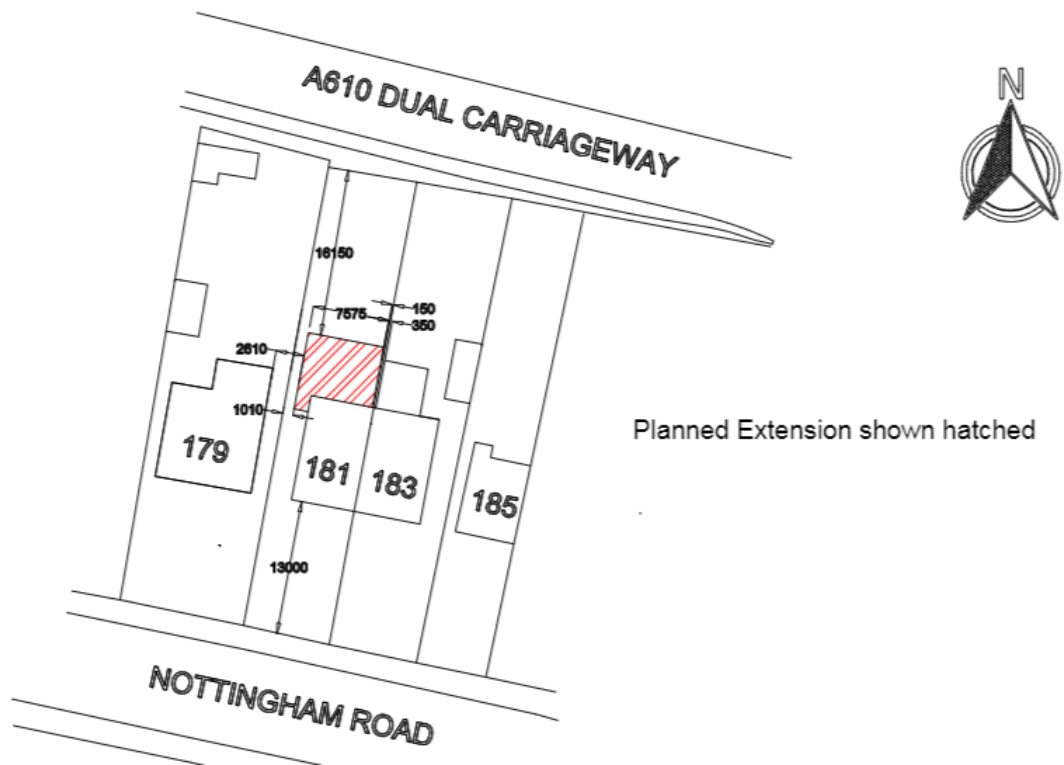 A610 DUAL CARRIAGEWAY
N
16150
150
7575
350
2610
1010
Planned Extension shown hatched
179
181
183
185
13000
NOTTINGHAM ROAD